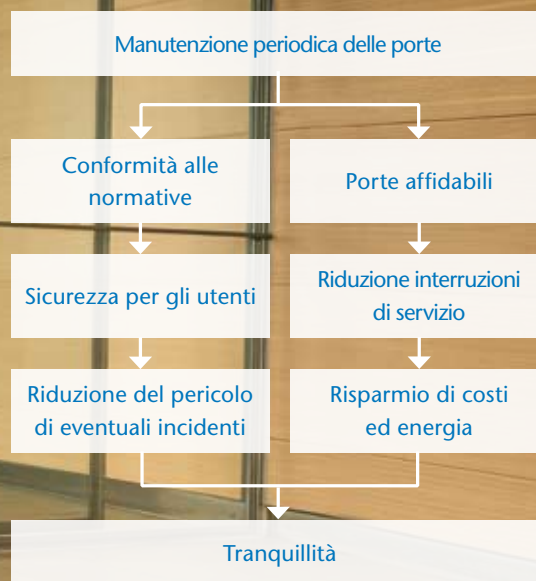 Manutenzione periodica delle porte
Conformità alle
normative
Porte affidabili
Sicurezza per gli utenti
Riduzione interruzioni
di servizio
Riduzione del pericolo
di eventuali incidenti
Risparmio di costi
ed energia
Tranquillità